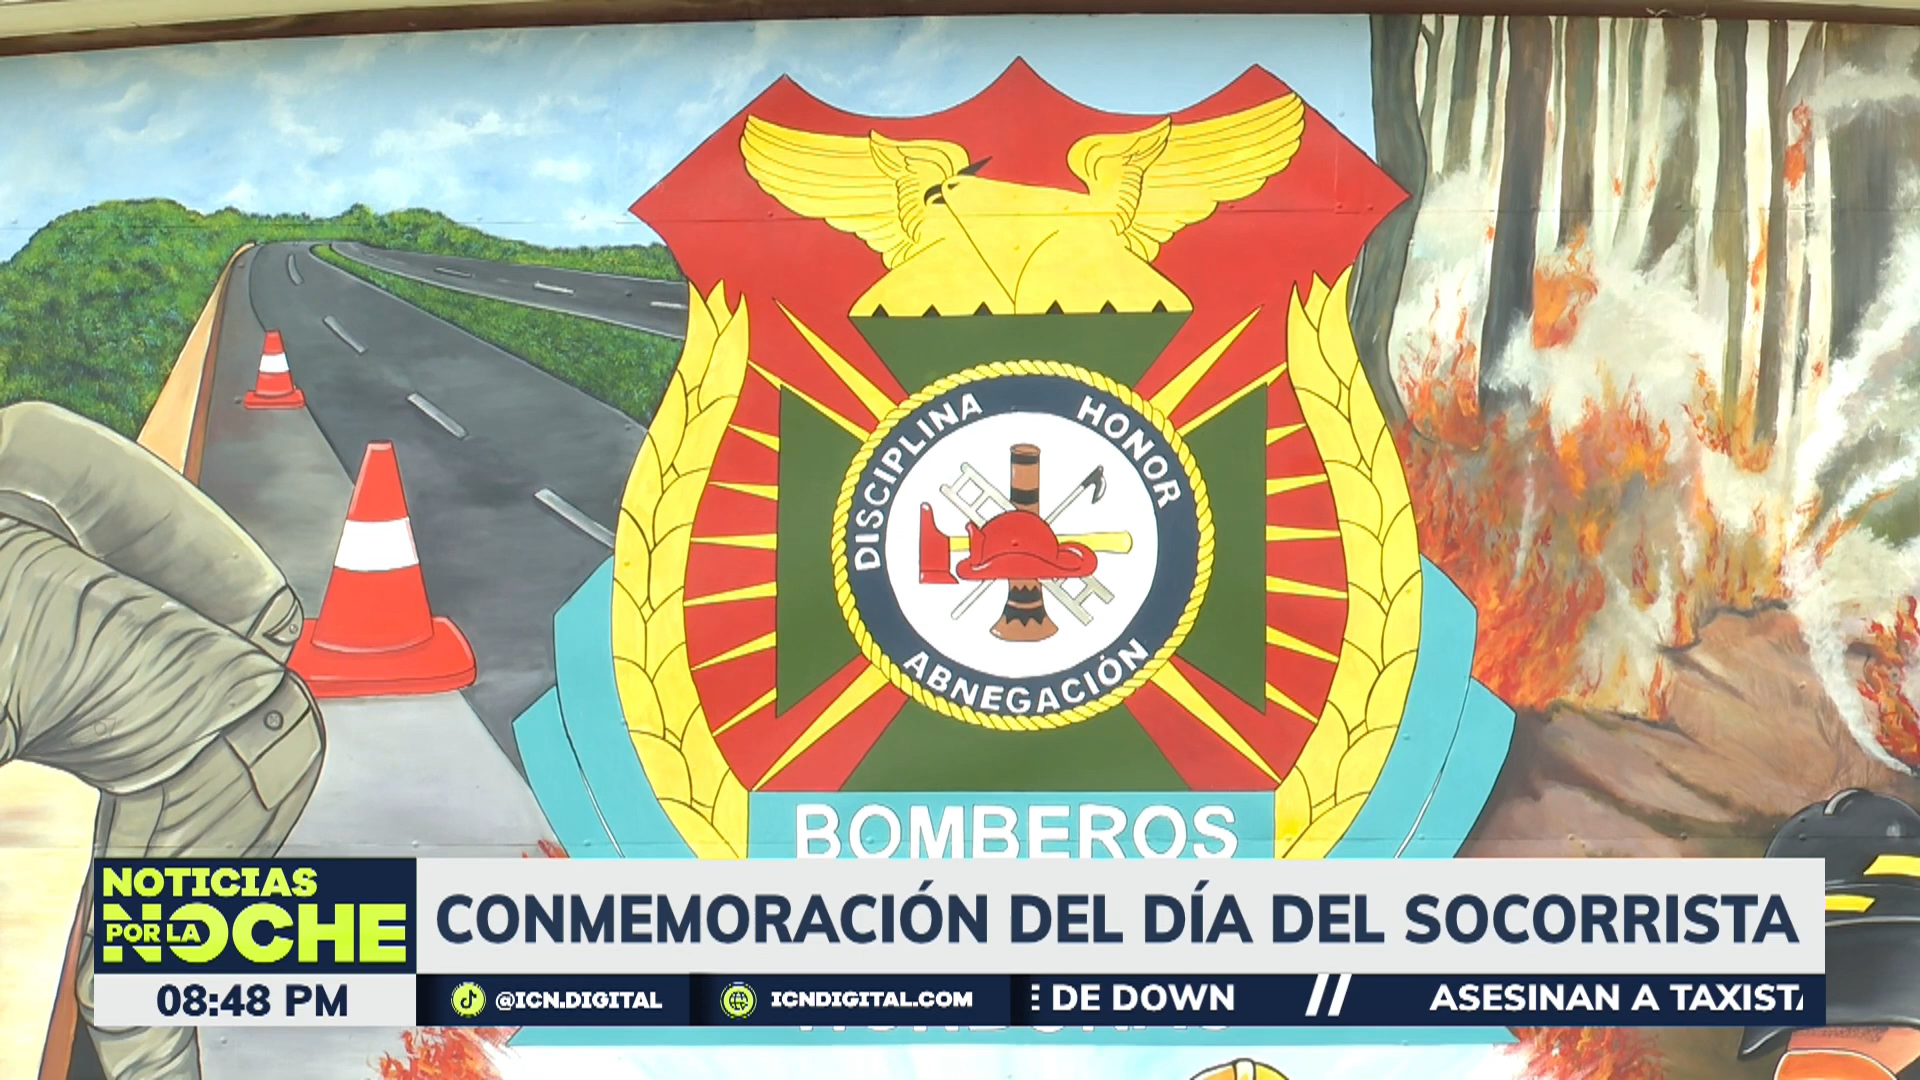 DISCIPLINA
HONOR
ABNEGACIÓN
BOMBEROS
NOTICIAS
POR LA NOCHE
CONMEMORACIÓN DEL DÍA DEL SOCORRISTA
08:48 PM
@ICN.DIGITAL
ICNDIGITAL.COM
E DE DOWN // ASESINAN A TAXISTA